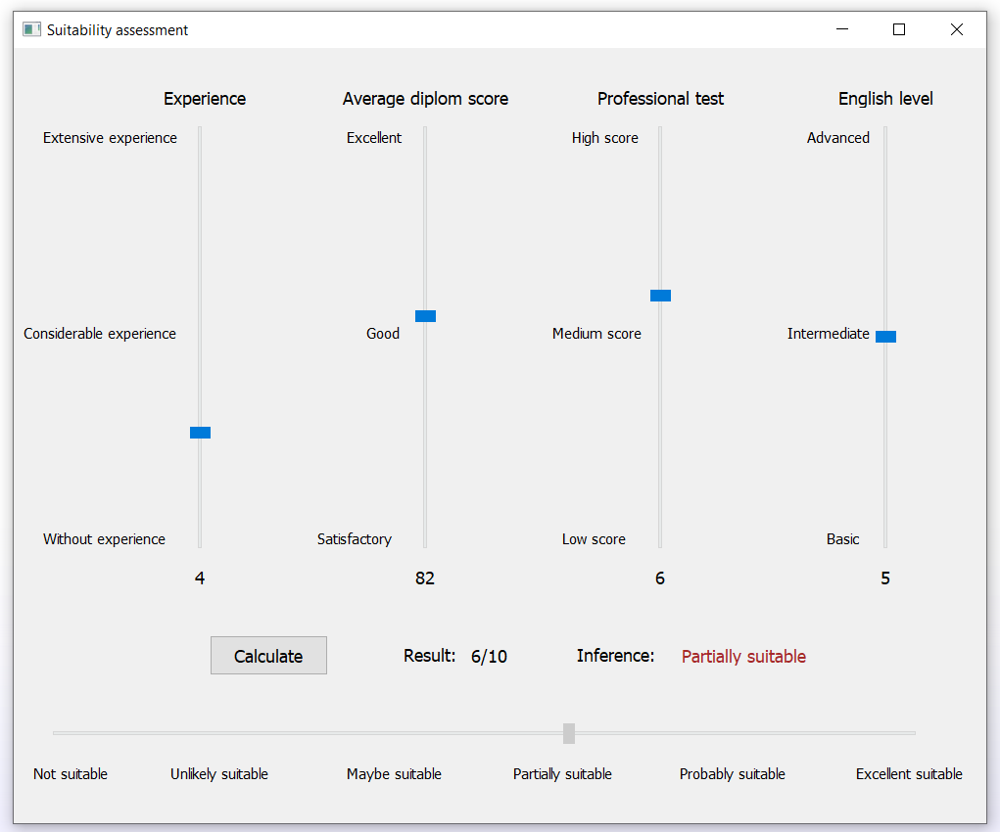 Suitability assessment
Experience Average diplom score Professional test English level
Extensive experience Excellent High score Advanced
Considerable experience Good Medium score Intermediate
Without experience Satisfactory Low score Basic
4 82 6 5
Calculate Result: 6/10 Inference: Partially suitable
Not suitable Unlikely suitable Maybe suitable Partially suitable Probably suitable Excellent suitable